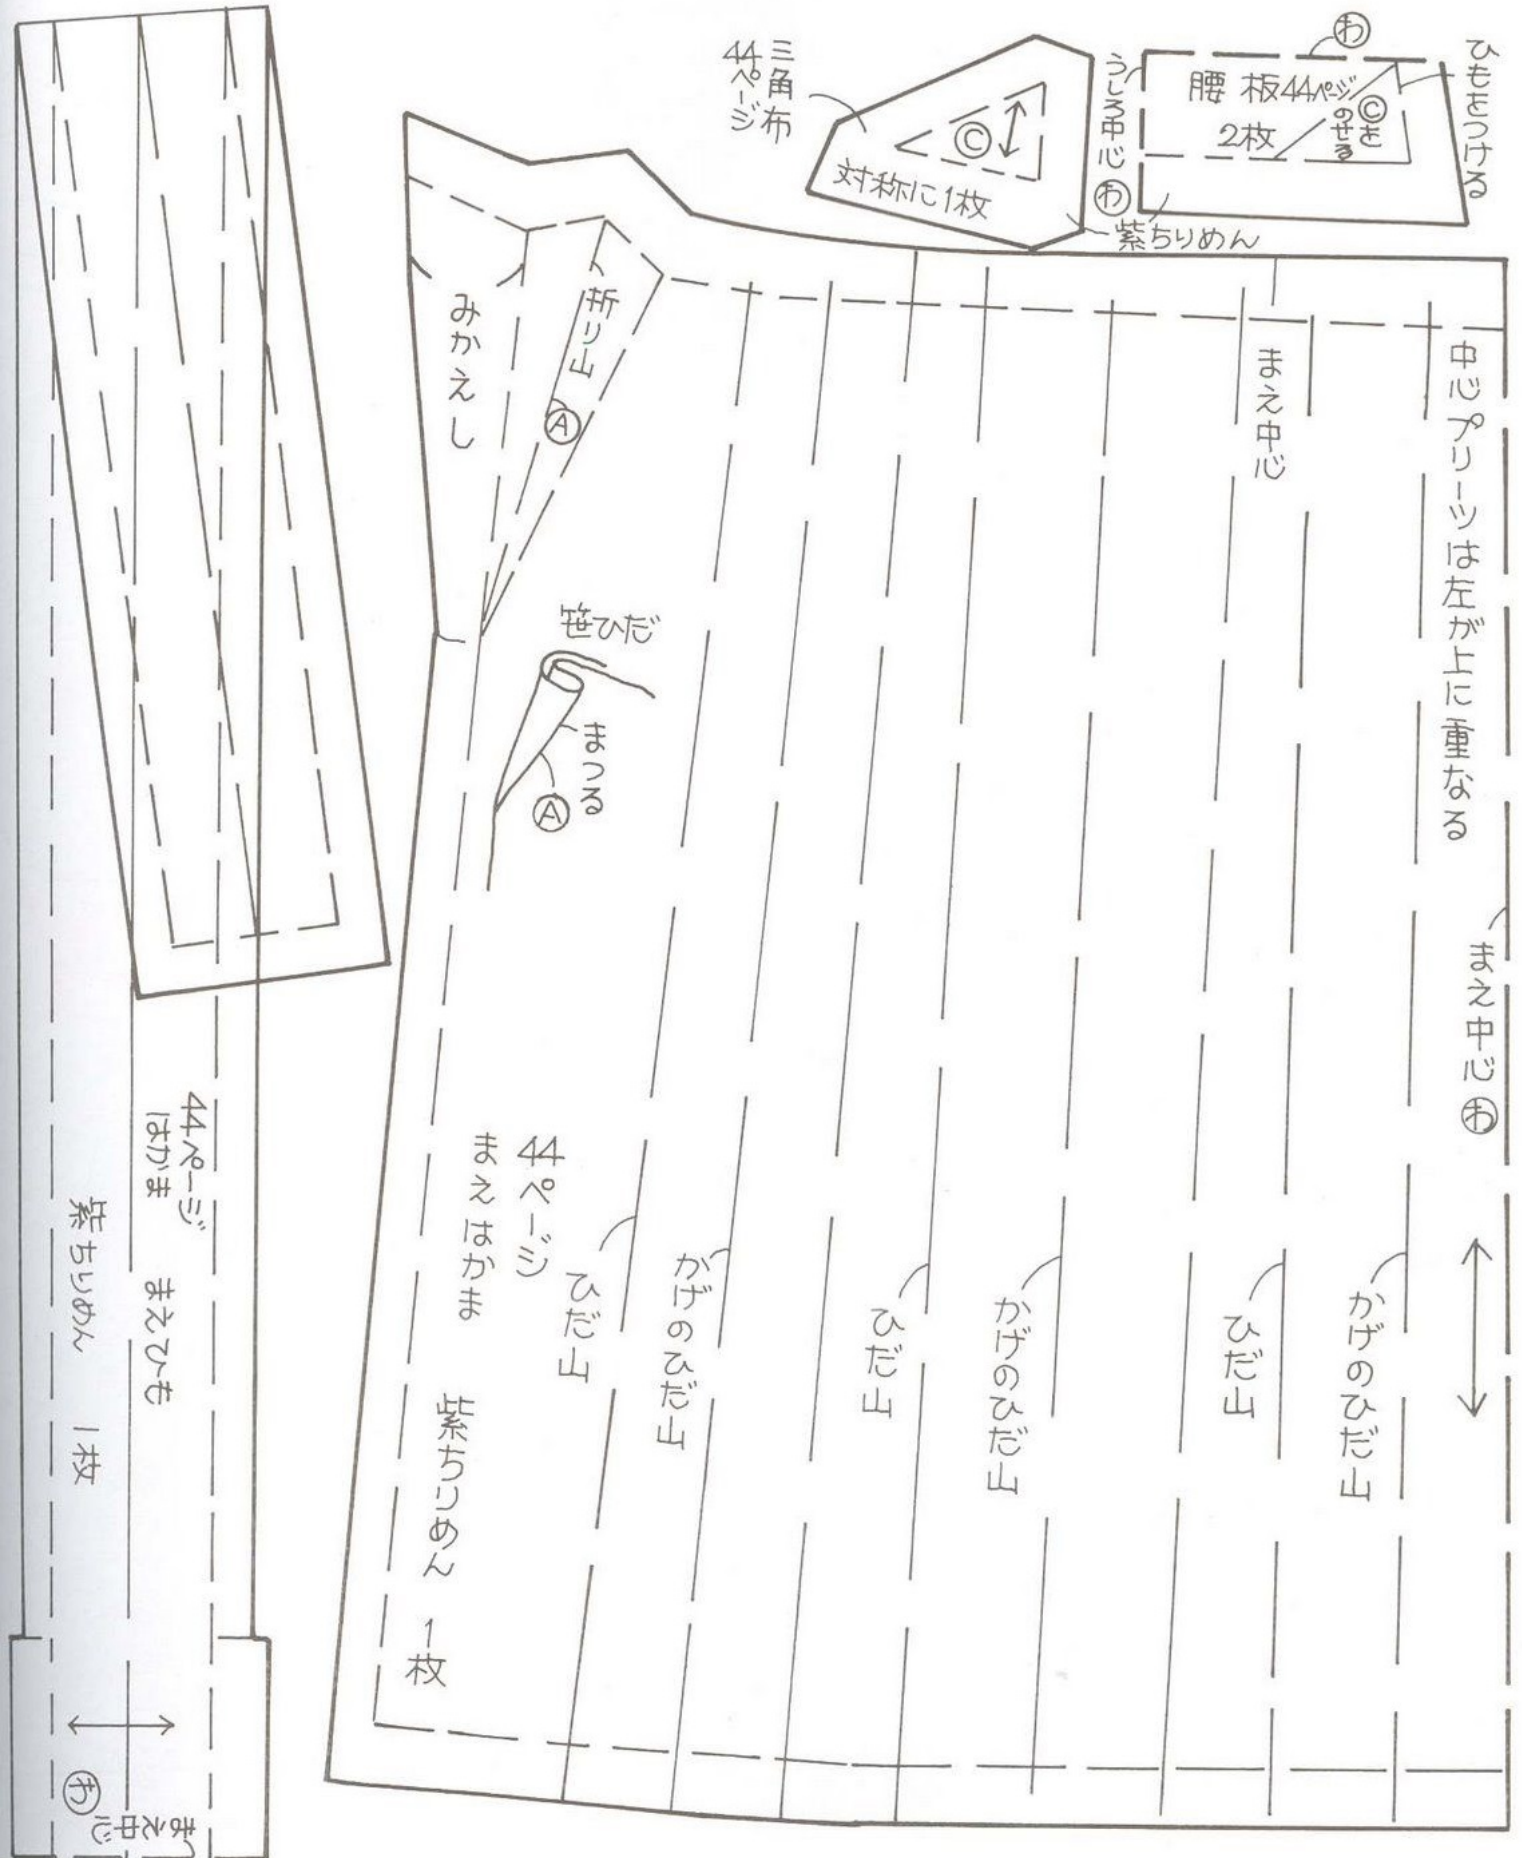 三角布
44ページ
Ⓒ
対称に1枚
紫ちりめん
うしろ中心 わ
わ
腰板44ページ
2枚
Ⓒを
のせる
ひもをつける
みかえし
折り山
Ⓐ
笹ひだ
まつる
Ⓐ
まえ中心
中心プリーツは左が上に重なる
まえ中心 わ
44ページ
まえはかま
紫ちりめん 1枚
ひだ山
かげのひだ山
ひだ山
かげのひだ山
ひだ山
かげのひだ山
44ページ
はかま まえひも
紫ちりめん 1枚
わ
まえ中心